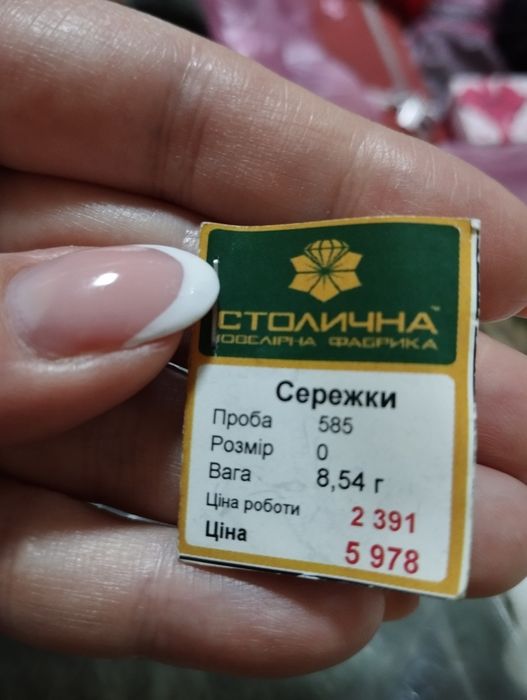 СТОЛИЧНА™
ЮВЕЛІРНА ФАБРИКА
Сережки
Проба 585
Розмір 0
Вага 8,54 г
Ціна роботи 2 391
Ціна 5 978